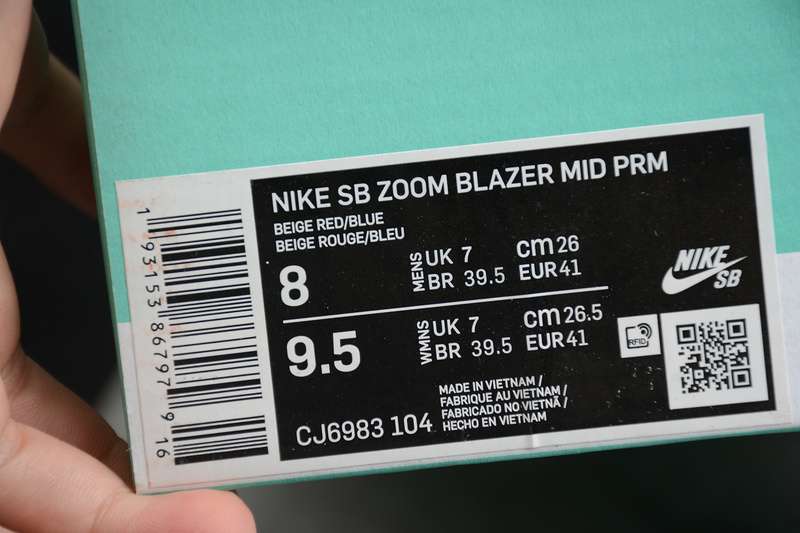 NIKE SB ZOOM BLAZER MID PRM
BEIGE RED/BLUE
BEIGE ROUGE/BLEU
8
MENS
UK 7
cm 26
BR 39.5
EUR 41
9.5
WMNS
UK 7
cm 26.5
BR 39.5
EUR 41
MADE IN VIETNAM /
FABRIQUE AU VIETNAM /
FABRICADO NO VIETNÃ /
HECHO EN VIETNAM
CJ6983 104
NIKE
SB
RFID
1 93153 86797 9 16